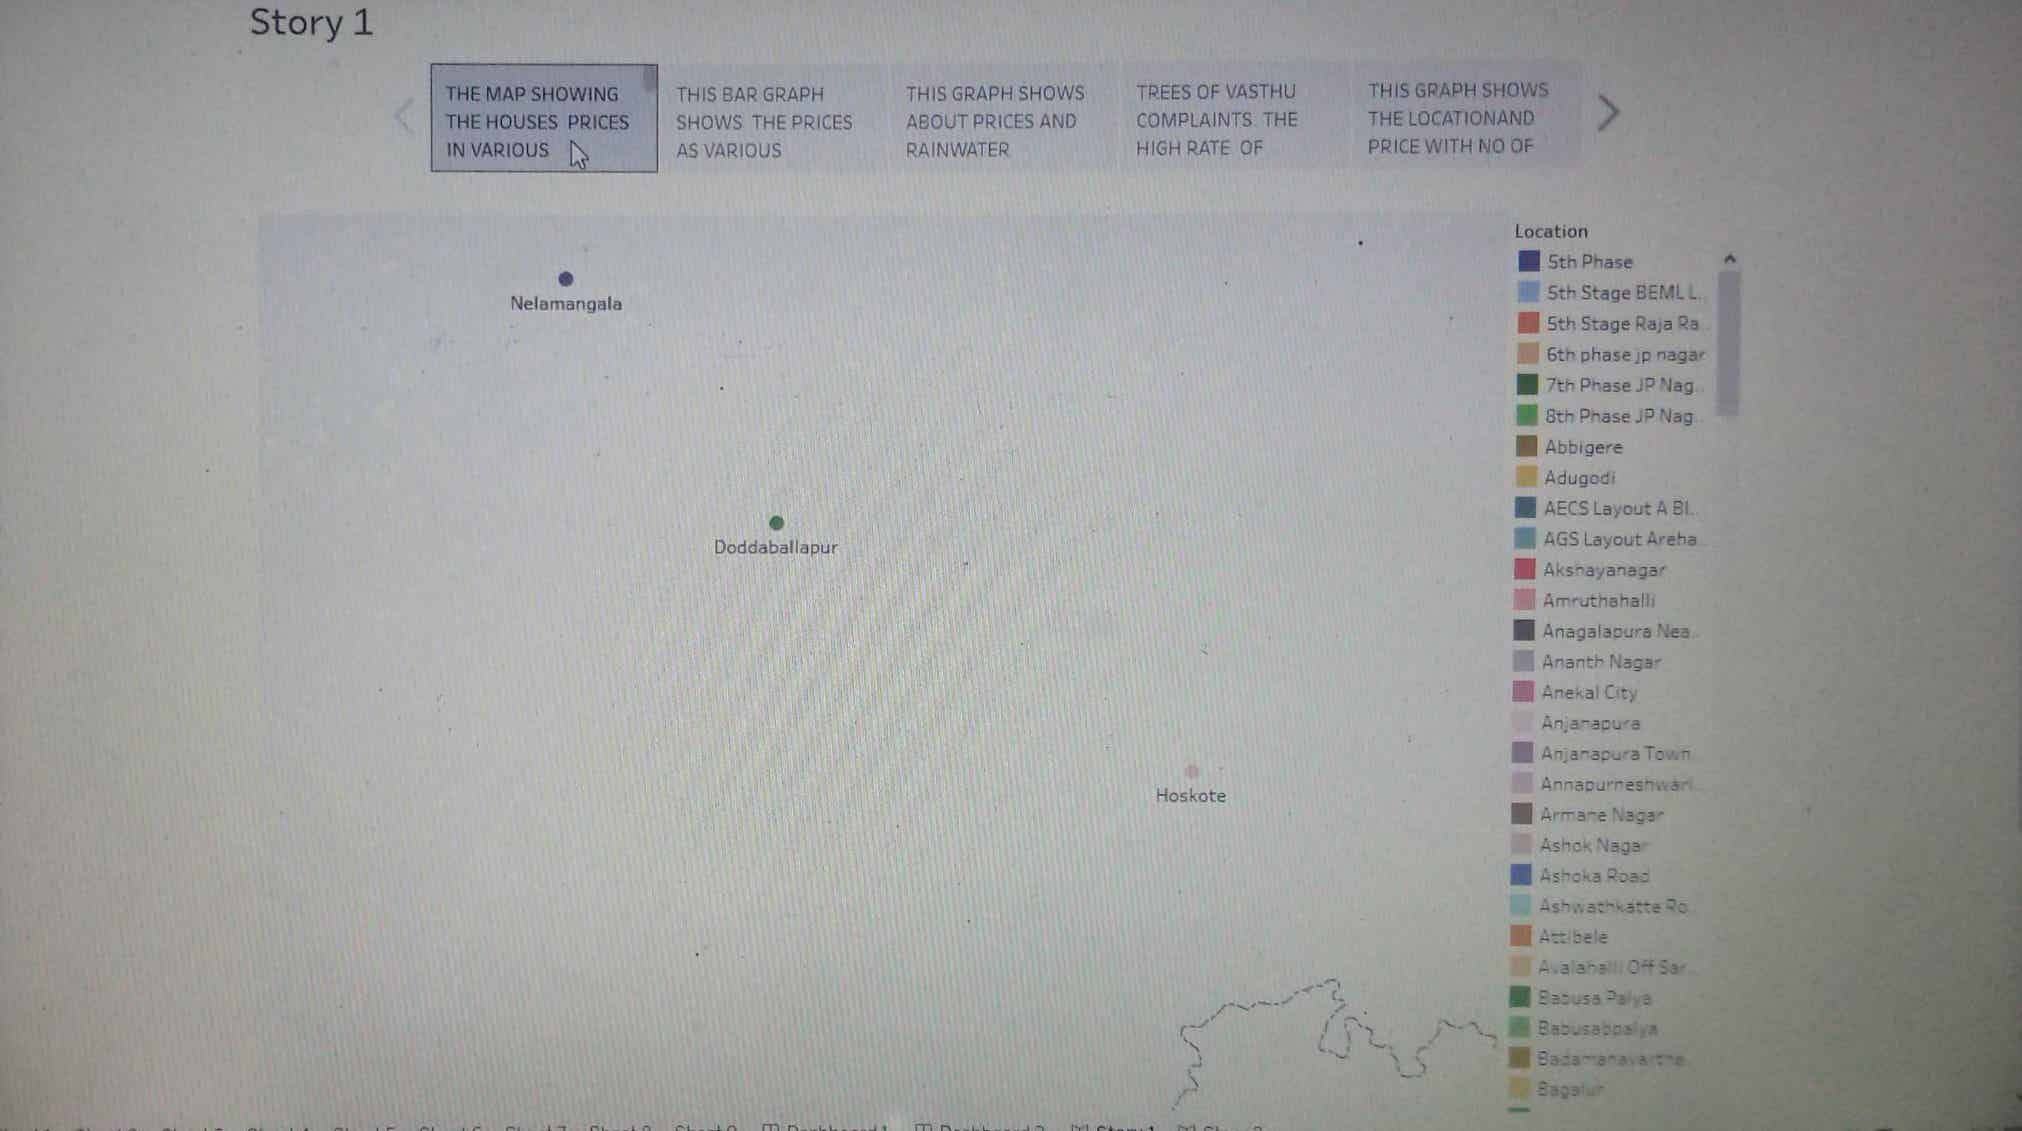 Story 1
THE MAP SHOWING
THE HOUSES PRICES
IN VARIOUS
THIS BAR GRAPH
SHOWS THE PRICES
AS VARIOUS
THIS GRAPH SHOWS
ABOUT PRICES AND
RAINWATER
TREES OF VASTHU
COMPLAINTS. THE
HIGH RATE OF
THIS GRAPH SHOWS
THE LOCATIONAND
PRICE WITH NO OF
Nelamangala
Doddaballapur
Hoskote
Location
5th Phase
5th Stage BEML L..
5th Stage Raja Ra..
6th phase jp nagar
7th Phase JP Nag..
8th Phase JP Nag..
Abbigere
Adugodi
AECS Layout A Bl..
AGS Layout Areha..
Akshayanagar
Amruthahalli
Anagalapura Nea..
Ananth Nagar
Anekal City
Anjanapura
Anjanapura Town..
Annapurneshwari..
Armane Nagar
Ashok Nagar
Ashoka Road
Ashwathkatte Ro..
Attibele
Avalahalli Off Sar..
Babusa Palya
Babusabpalya
Bagalur